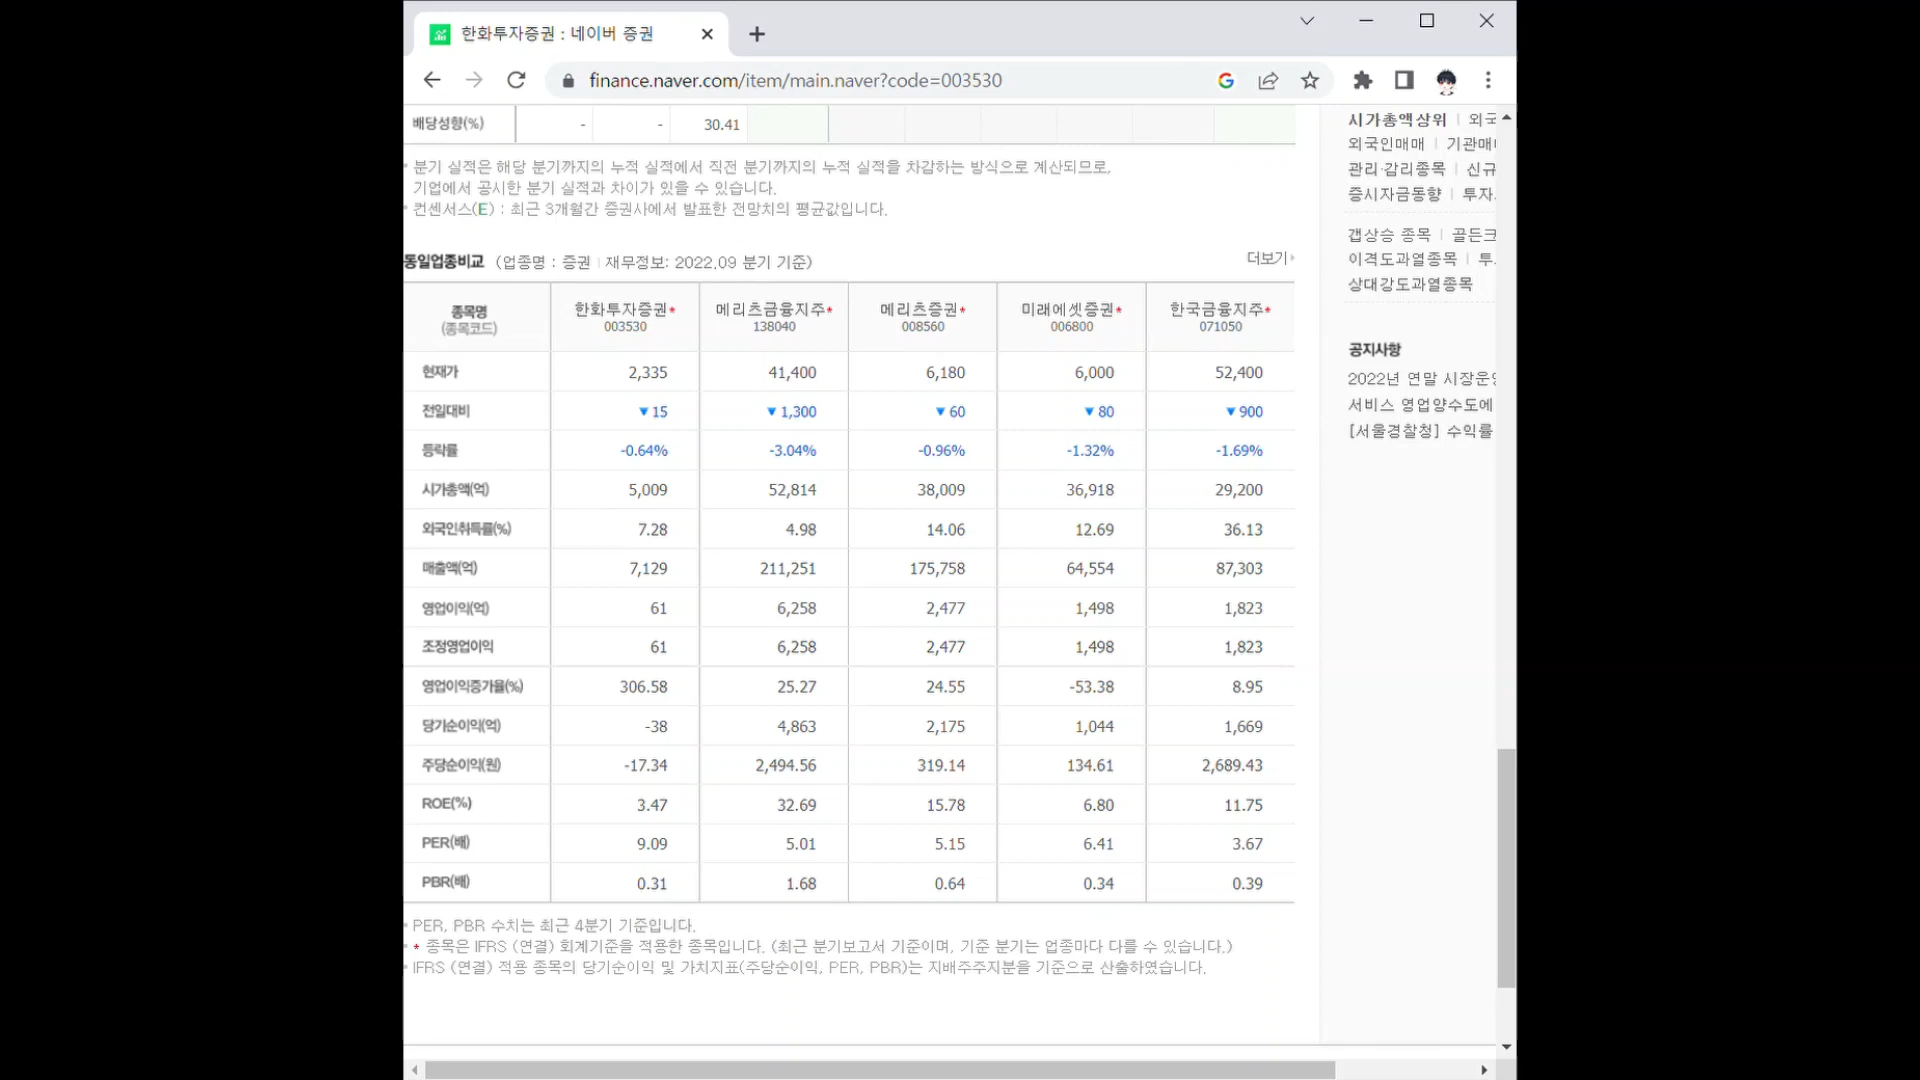 한화투자증권 : 네이버 증권
finance.naver.com/item/main.naver?code=003530
배당성향(%) - - 30.41
분기 실적은 해당 분기까지의 누적 실적에서 직전 분기까지의 누적 실적을 차감하는 방식으로 계산되므로,
기업에서 공시한 분기 실적과 차이가 있을 수 있습니다.
컨센서스(E) : 최근 3개월간 증권사에서 발표한 전망치의 평균값입니다.
동일업종비교 (업종명 : 증권 | 재무정보: 2022.09 분기 기준) 더보기
종목명 한화투자증권* 메리츠금융지주* 메리츠증권* 미래에셋증권* 한국금융지주*
(종목코드) 003530 138040 008560 006800 071050
현재가 2,335 41,400 6,180 6,000 52,400
전일대비 ▼15 ▼1,300 ▼60 ▼80 ▼900
등락률 -0.64% -3.04% -0.96% -1.32% -1.69%
시가총액(억) 5,009 52,814 38,009 36,918 29,200
외국인취득률(%) 7.28 4.98 14.06 12.69 36.13
매출액(억) 7,129 211,251 175,758 64,554 87,303
영업이익(억) 61 6,258 2,477 1,498 1,823
조정영업이익 61 6,258 2,477 1,498 1,823
영업이익증가율(%) 306.58 25.27 24.55 -53.38 8.95
당기순이익(억) -38 4,863 2,175 1,044 1,669
주당순이익(원) -17.34 2,494.56 319.14 134.61 2,689.43
ROE(%) 3.47 32.69 15.78 6.80 11.75
PER(배) 9.09 5.01 5.15 6.41 3.67
PBR(배) 0.31 1.68 0.64 0.34 0.39
PER, PBR 수치는 최근 4분기 기준입니다.
* 종목은 IFRS (연결) 회계기준을 적용한 종목입니다. (최근 분기보고서 기준이며, 기준 분기는 업종마다 다를 수 있습니다.)
IFRS (연결) 적용 종목의 당기순이익 및 가치지표(주당순이익, PER, PBR)는 지배주주지분을 기준으로 산출하였습니다.
시가총액상위 | 외국
외국인매매 | 기관매
관리·감리종목 | 신규
증시자금동향 | 투자
갭상승 종목 | 골든크
이격도과열종목 | 투
상대강도과열종목
공지사항
2022년 연말 시장운영
서비스 영업양수도에
[서울경찰청] 수익률